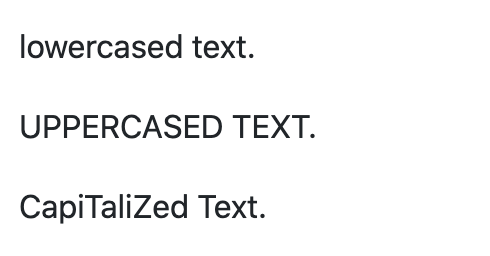 lowercased text.
UPPERCASED TEXT.
CapiTaliZed Text.